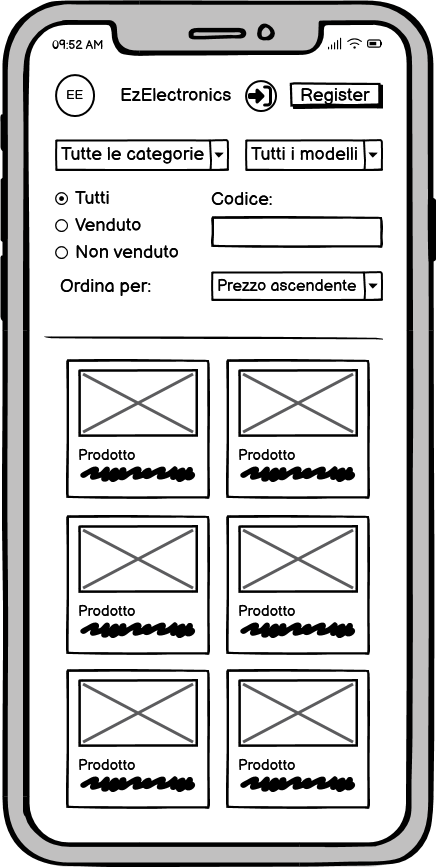 09:52 AM
EE
EzElectronics
Register
Tutte le categorie
Tutti i modelli
Tutti
Venduto
Non venduto
Codice:
Ordina per:
Prezzo ascendente
Prodotto
Prodotto
Prodotto
Prodotto
Prodotto
Prodotto